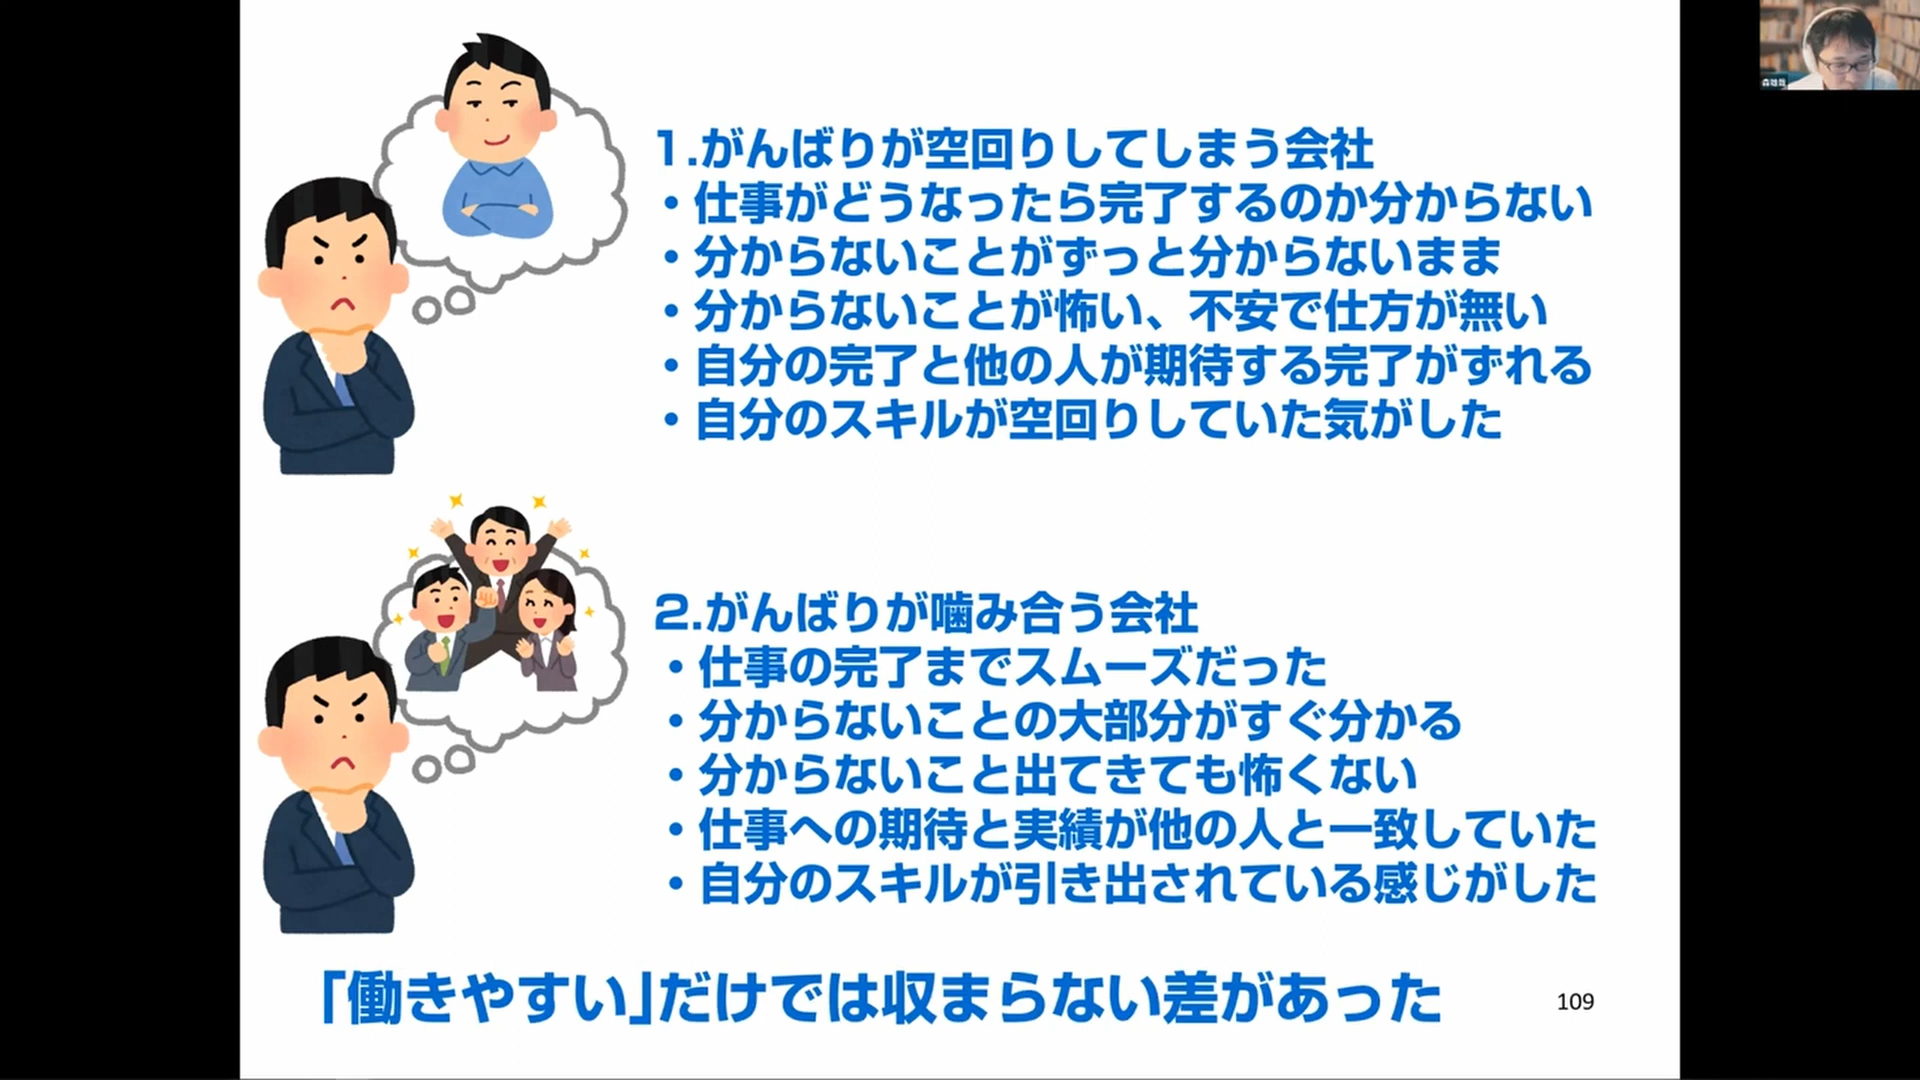 1.がんばりが空回りしてしまう会社
・仕事がどうなったら完了するのか分からない
・分からないことがずっと分からないまま
・分からないことが怖い、不安で仕方が無い
・自分の完了と他の人が期待する完了がずれる
・自分のスキルが空回りしていた気がした
2.がんばりが噛み合う会社
・仕事の完了までスムーズだった
・分からないことの大部分がすぐ分かる
・分からないこと出てきても怖くない
・仕事への期待と実績が他の人と一致していた
・自分のスキルが引き出されている感じがした
「働きやすい」だけでは収まらない差があった
109